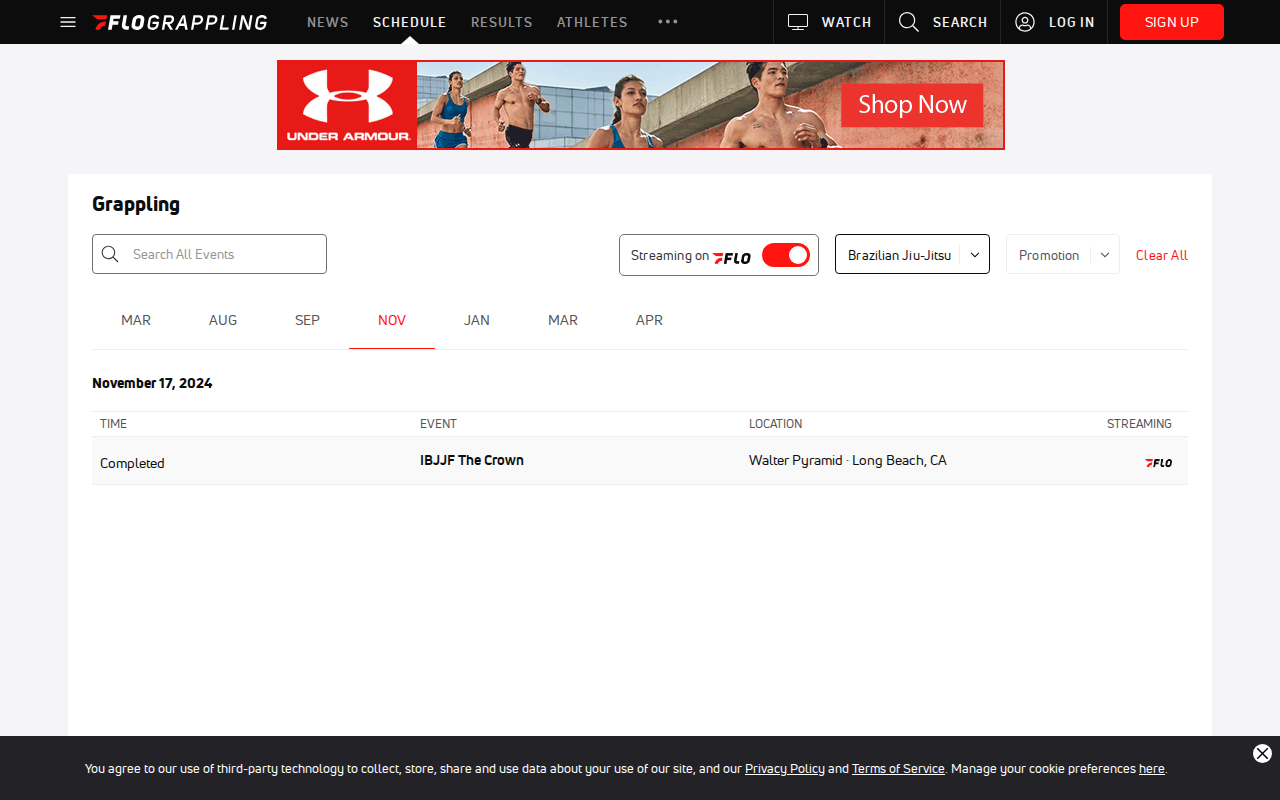 FLOGRAPPLING
NEWS SCHEDULE RESULTS ATHLETES
WATCH SEARCH LOG IN SIGN UP
UNDER ARMOUR.
Shop Now
Grappling
Search All Events
Streaming on FLO
Brazilian Jiu-Jitsu
Promotion
Clear All
MAR AUG SEP NOV JAN MAR APR
November 17, 2024
TIME EVENT LOCATION STREAMING
Completed IBJJF The Crown Walter Pyramid · Long Beach, CA FLO
You agree to our use of third-party technology to collect, store, share and use data about your use of our site, and our Privacy Policy and Terms of Service. Manage your cookie preferences here.